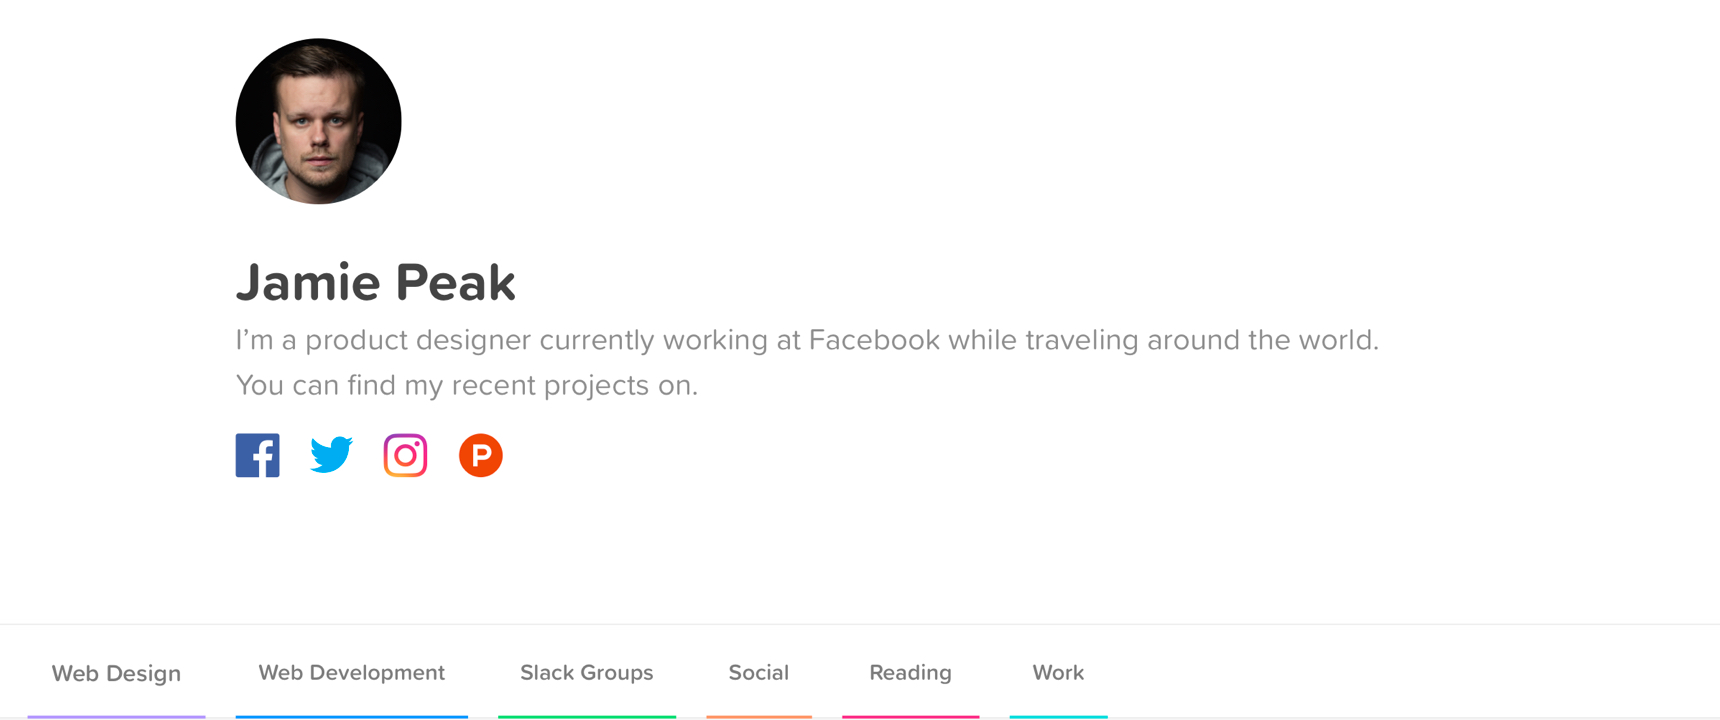 Jamie Peak
I’m a product designer currently working at Facebook while traveling around the world.
You can find my recent projects on.
f
P
Web Design
Web Development
Slack Groups
Social
Reading
Work